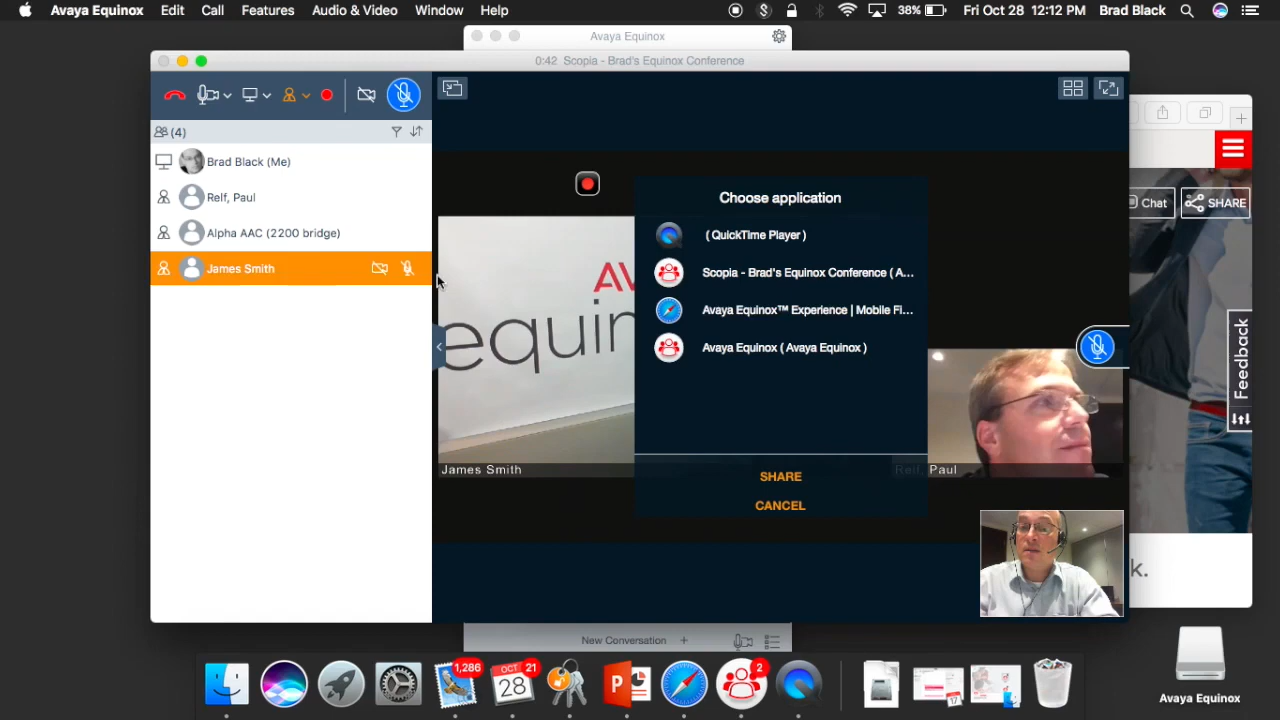 Avaya Equinox Edit Call Features Audio & Video Window Help 38% Fri Oct 28 12:12 PM Brad Black
Avaya Equinox
0:42 Scopia - Brad's Equinox Conference
(4)
Brad Black (Me)
Relf, Paul
Alpha AAC (2200 bridge)
James Smith
AV
equin
James Smith
Choose application
( QuickTime Player )
Scopia - Brad's Equinox Conference ( A...
Avaya Equinox™ Experience | Mobile Fi...
Avaya Equinox ( Avaya Equinox )
SHARE
CANCEL
Relf, Paul
Chat
SHARE
Feedback
k.
New Conversation +
1,286
OCT
28
21
2
17
Avaya Equinox